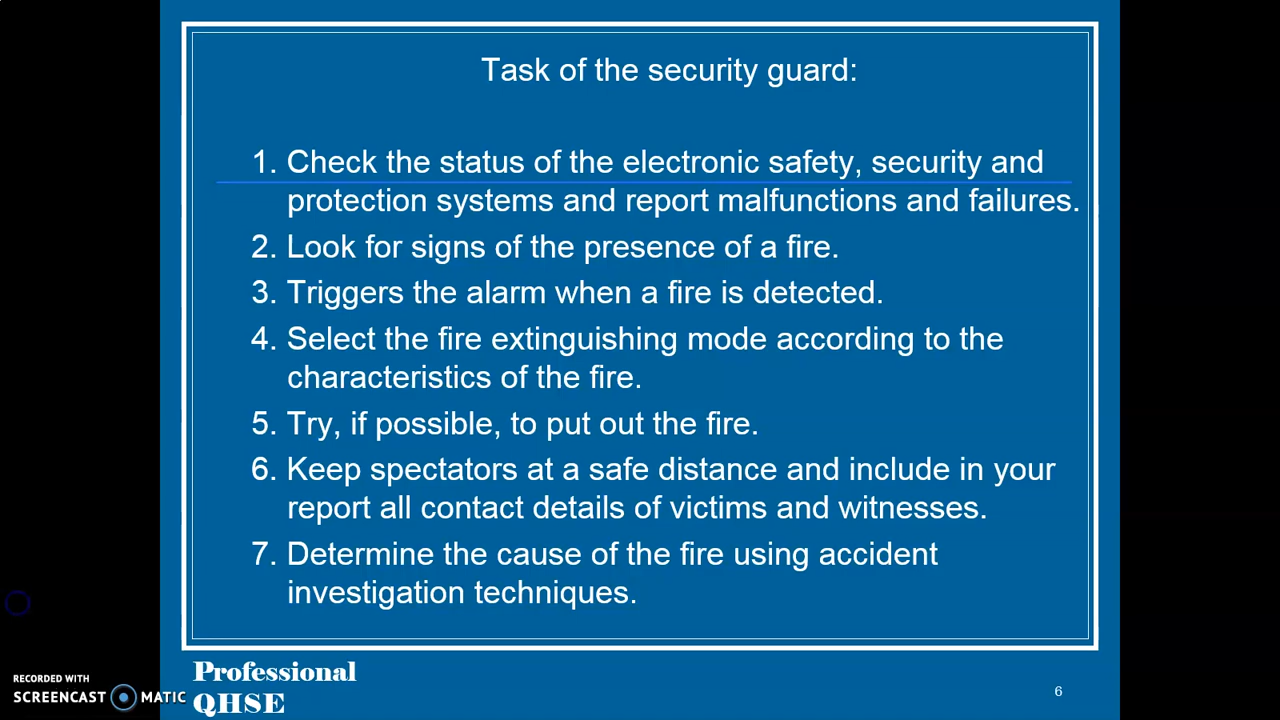 Task of the security guard:
1. Check the status of the electronic safety, security and
protection systems and report malfunctions and failures.
2. Look for signs of the presence of a fire.
3. Triggers the alarm when a fire is detected.
4. Select the fire extinguishing mode according to the
characteristics of the fire.
5. Try, if possible, to put out the fire.
6. Keep spectators at a safe distance and include in your
report all contact details of victims and witnesses.
7. Determine the cause of the fire using accident
investigation techniques.
Professional
QHSE
6
RECORDED WITH
SCREENCAST MATIC